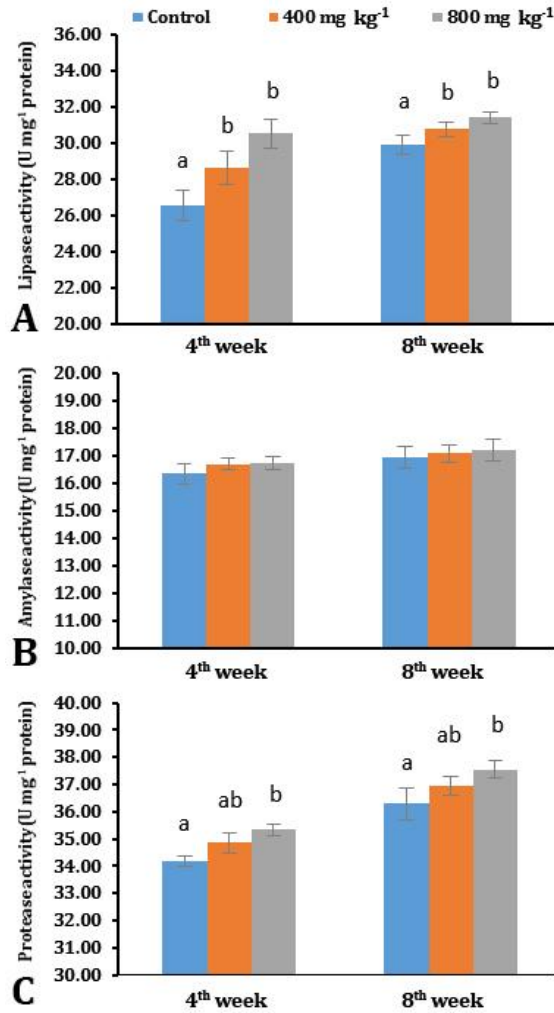 Control 400 mg kg-1 800 mg kg-1
36.00
34.00
32.00
30.00
28.00
26.00
24.00
22.00
20.00
Lipaseactivity (U mg-1 protein)
a b b a b b
A
4th week 8th week
20.00
19.00
18.00
17.00
16.00
15.00
14.00
13.00
12.00
11.00
10.00
Amylaseactivity (U mg-1 protein)
B
4th week 8th week
40.00
39.00
38.00
37.00
36.00
35.00
34.00
33.00
32.00
31.00
30.00
Proteaseactivity (U mg-1 protein)
a ab b a ab b
C
4th week 8th week